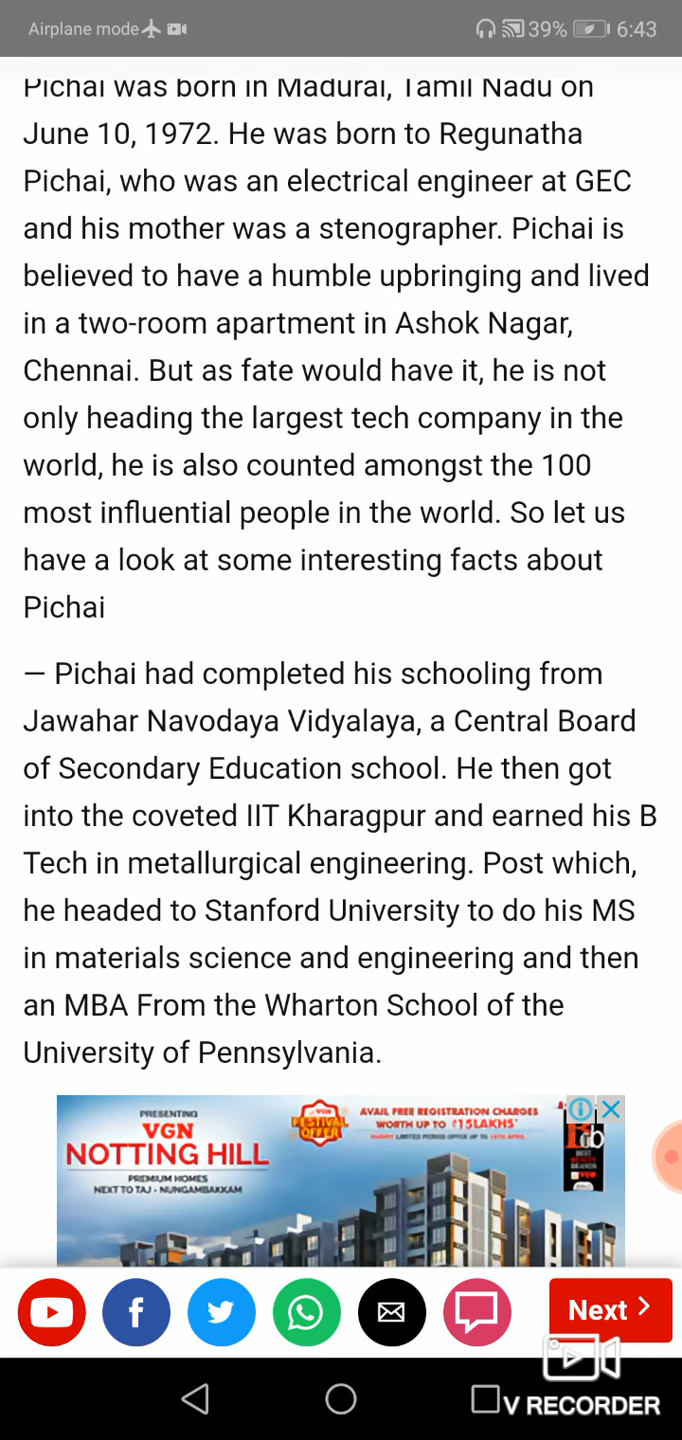 Airplane mode 39% 6:43
Pichai was born in Madurai, Tamil Nadu on
June 10, 1972. He was born to Regunatha
Pichai, who was an electrical engineer at GEC
and his mother was a stenographer. Pichai is
believed to have a humble upbringing and lived
in a two-room apartment in Ashok Nagar,
Chennai. But as fate would have it, he is not
only heading the largest tech company in the
world, he is also counted amongst the 100
most influential people in the world. So let us
have a look at some interesting facts about
Pichai
— Pichai had completed his schooling from
Jawahar Navodaya Vidyalaya, a Central Board
of Secondary Education school. He then got
into the coveted IIT Kharagpur and earned his B
Tech in metallurgical engineering. Post which,
he headed to Stanford University to do his MS
in materials science and engineering and then
an MBA From the Wharton School of the
University of Pennsylvania.
PRESENTING
VGN
NOTTING HILL
PREMIUM HOMES
NEXT TO TAJ - NUNGAMBAKKAM
VGN
FESTIVAL
OFFER
AVAIL FREE REGISTRATION CHARGES
WORTH UP TO ₹15LAKHS*
Next
V RECORDER